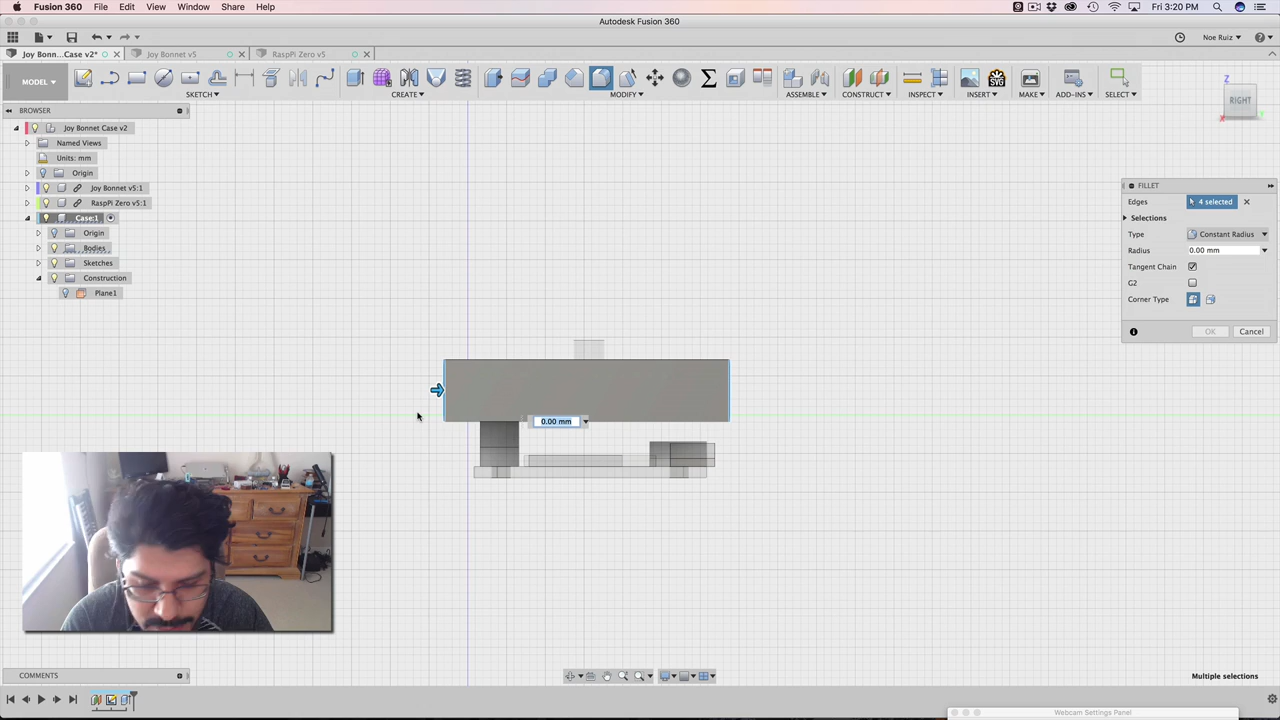 Fusion 360 File Edit View Window Share Help Fri 3:20 PM
Autodesk Fusion 360
Noe Ruiz
Joy Bonn...Case v2* Joy Bonnet v5 RaspPi Zero v5
MODEL SKETCH CREATE MODIFY ASSEMBLE CONSTRUCT INSPECT INSERT MAKE ADD-INS SELECT
BROWSER
Joy Bonnet Case v2
Named Views
Units: mm
Origin
Joy Bonnet v5:1
RaspPi Zero v5:1
Case:1
Origin
Bodies
Sketches
Construction
Plane1
Z
RIGHT
X
Y
FILLET
Edges 4 selected
Selections
Type Constant Radius
Radius 0.00 mm
Tangent Chain
G2
Corner Type
OK Cancel
0.00 mm
COMMENTS
Multiple selections
Webcam Settings Panel